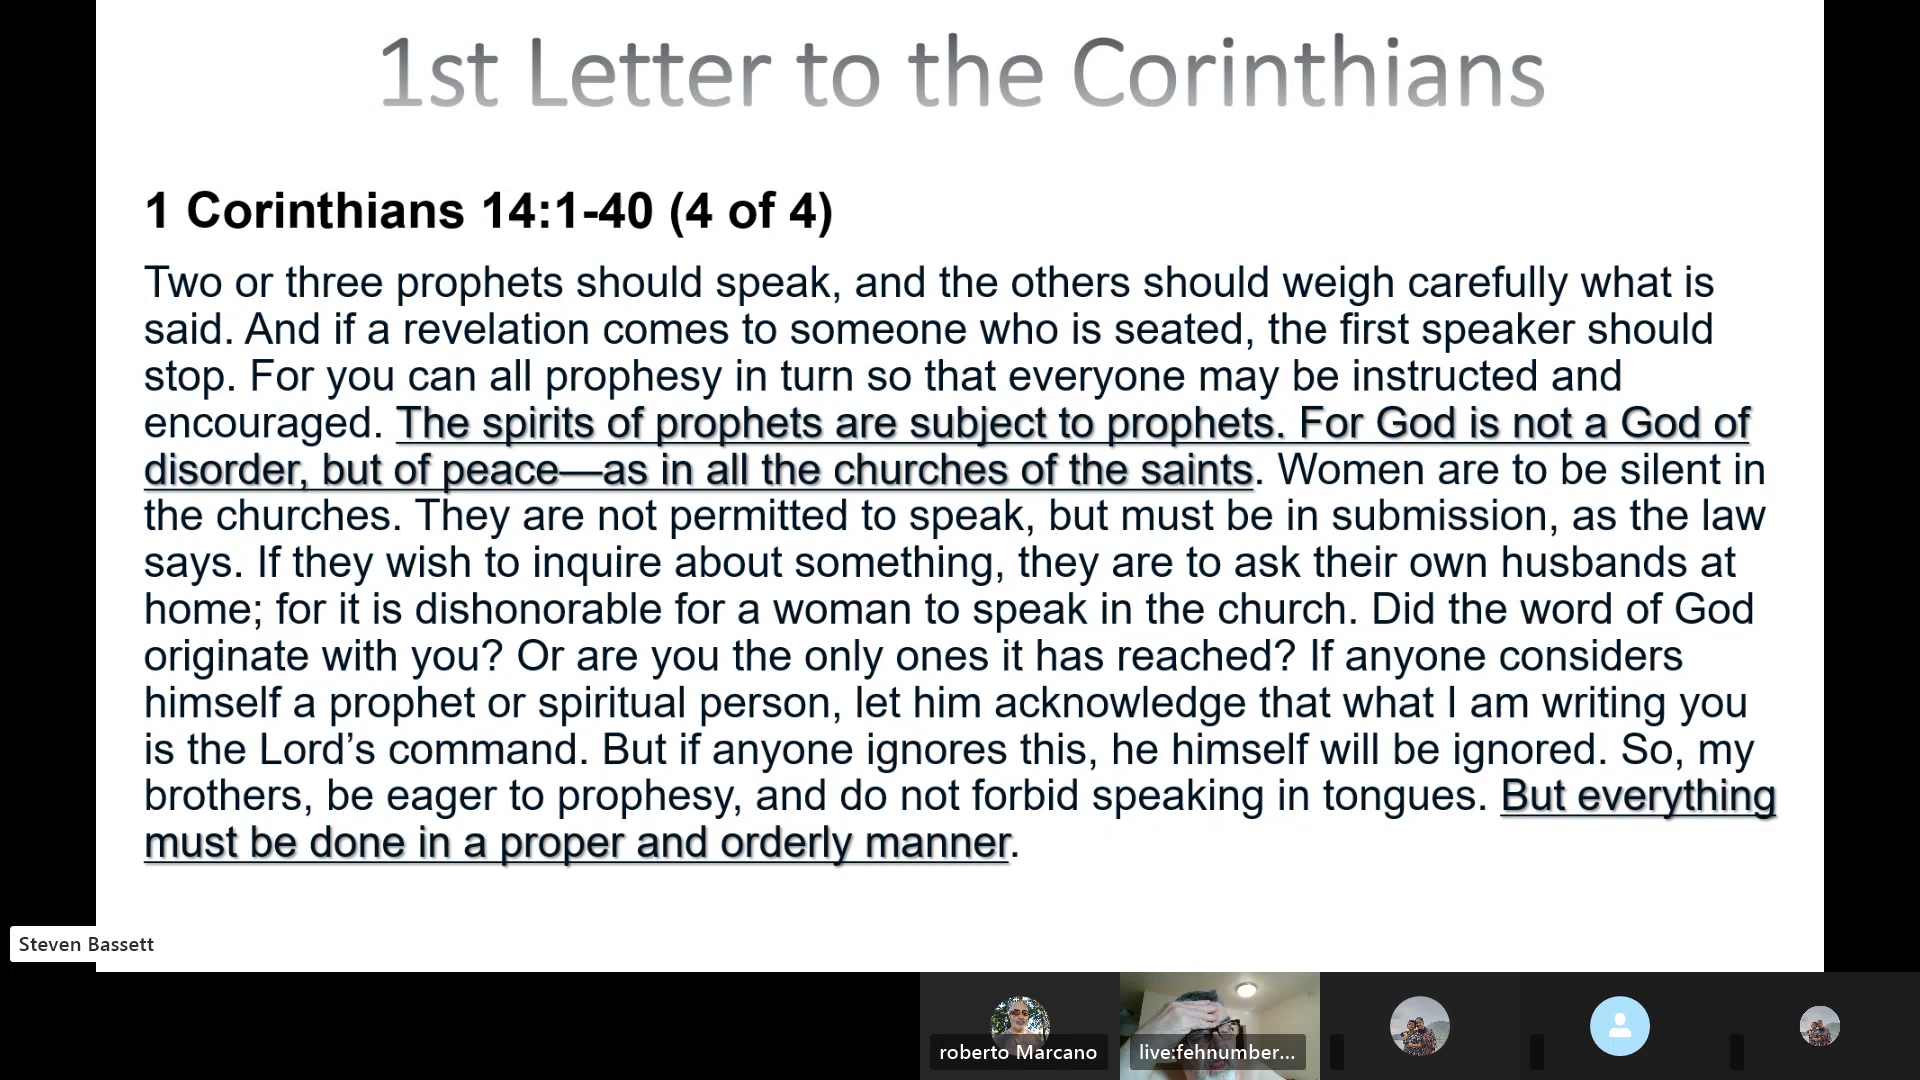 1st Letter to the Corinthians
1 Corinthians 14:1-40 (4 of 4)
Two or three prophets should speak, and the others should weigh carefully what is
said. And if a revelation comes to someone who is seated, the first speaker should
stop. For you can all prophesy in turn so that everyone may be instructed and
encouraged. The spirits of prophets are subject to prophets. For God is not a God of
disorder, but of peace—as in all the churches of the saints. Women are to be silent in
the churches. They are not permitted to speak, but must be in submission, as the law
says. If they wish to inquire about something, they are to ask their own husbands at
home; for it is dishonorable for a woman to speak in the church. Did the word of God
originate with you? Or are you the only ones it has reached? If anyone considers
himself a prophet or spiritual person, let him acknowledge that what I am writing you
is the Lord’s command. But if anyone ignores this, he himself will be ignored. So, my
brothers, be eager to prophesy, and do not forbid speaking in tongues. But everything
must be done in a proper and orderly manner.
Steven Bassett
roberto Marcano
live:fehnumber...